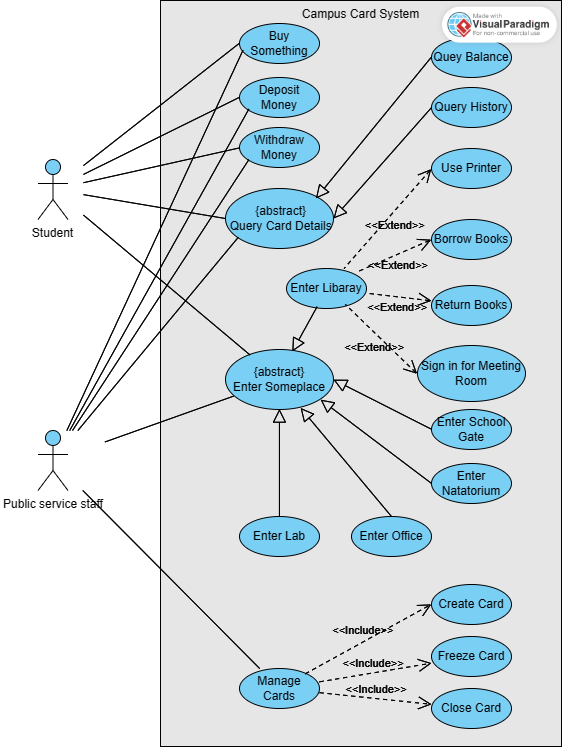 Campus Card System
Made with
VisualParadigm
For non-commercial use
Buy
Something
Quey Balance
Deposit
Money
Query History
Withdraw
Money
Use Printer
Student
{abstract}
Query Card Details
<<Extend>>
Borrow Books
<<Extend>>
Enter Libaray
<<Extend>>
Return Books
<<Extend>>
Sign in for Meeting
Room
{abstract}
Enter Someplace
Enter School
Gate
Enter
Natatorium
Public service staff
Enter Lab
Enter Office
Create Card
<<Include>>
Freeze Card
<<Include>>
Manage
Cards
<<Include>>
Close Card